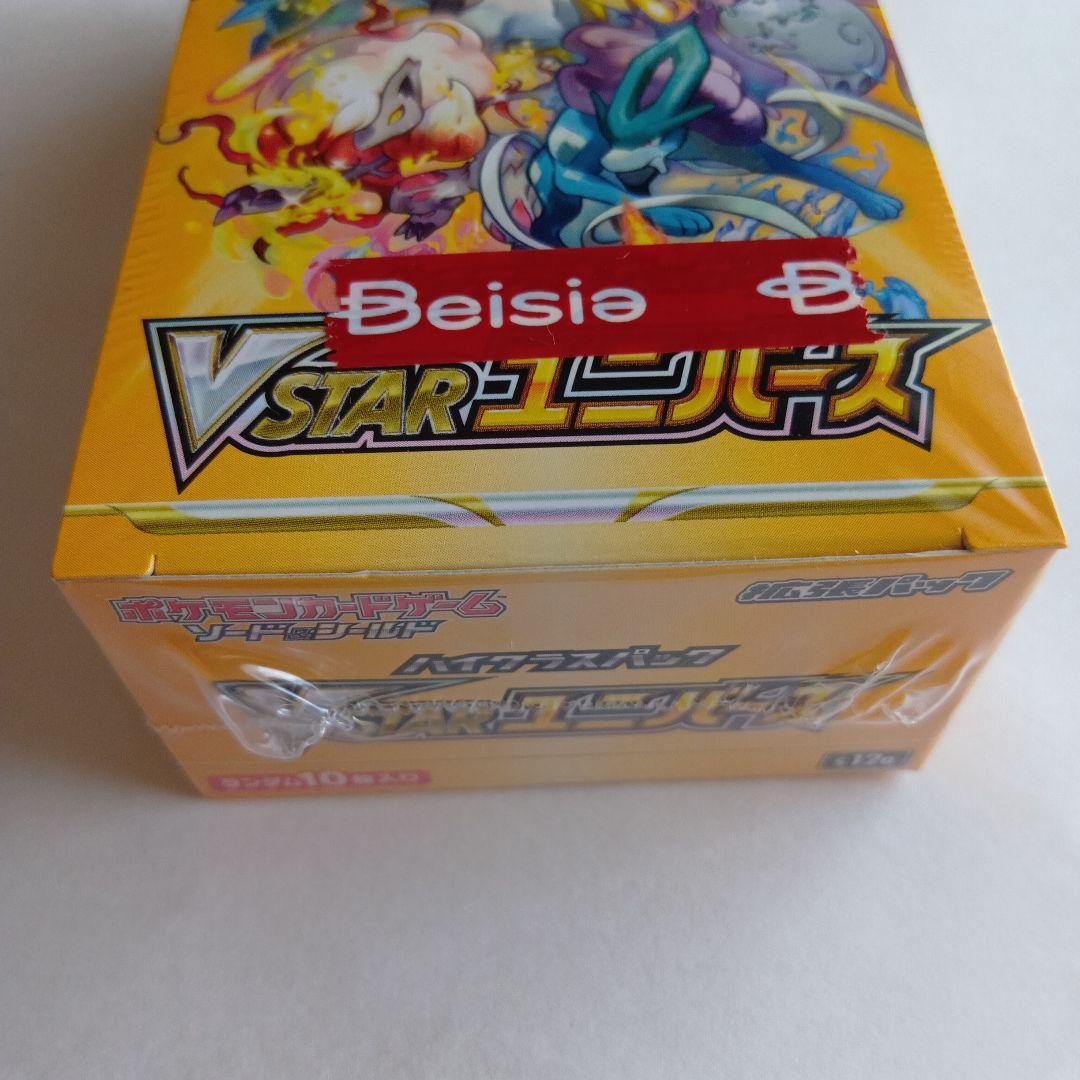 Beisia B
VSTARユニバース
ポケモンカードゲーム
ソード&シールド
拡張パック
ハイクラスパック
VSTARユニバース
ランダム10枚入り
s12a